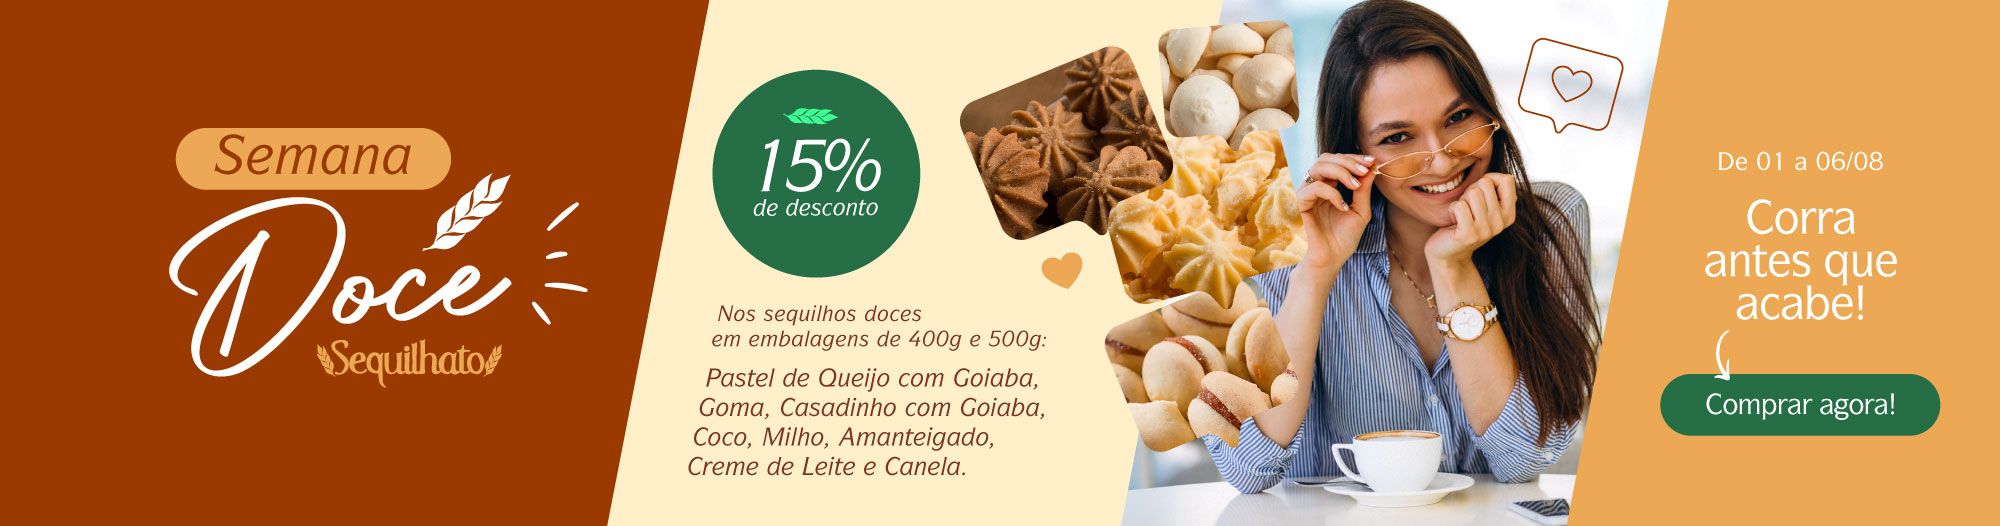 Semana
Doce
Sequilhato
15%
de desconto
Nos sequilhos doces
em embalagens de 400g e 500g:
Pastel de Queijo com Goiaba,
Goma, Casadinho com Goiaba,
Coco, Milho, Amanteigado,
Creme de Leite e Canela.
De 01 a 06/08
Corra
antes que
acabe!
Comprar agora!